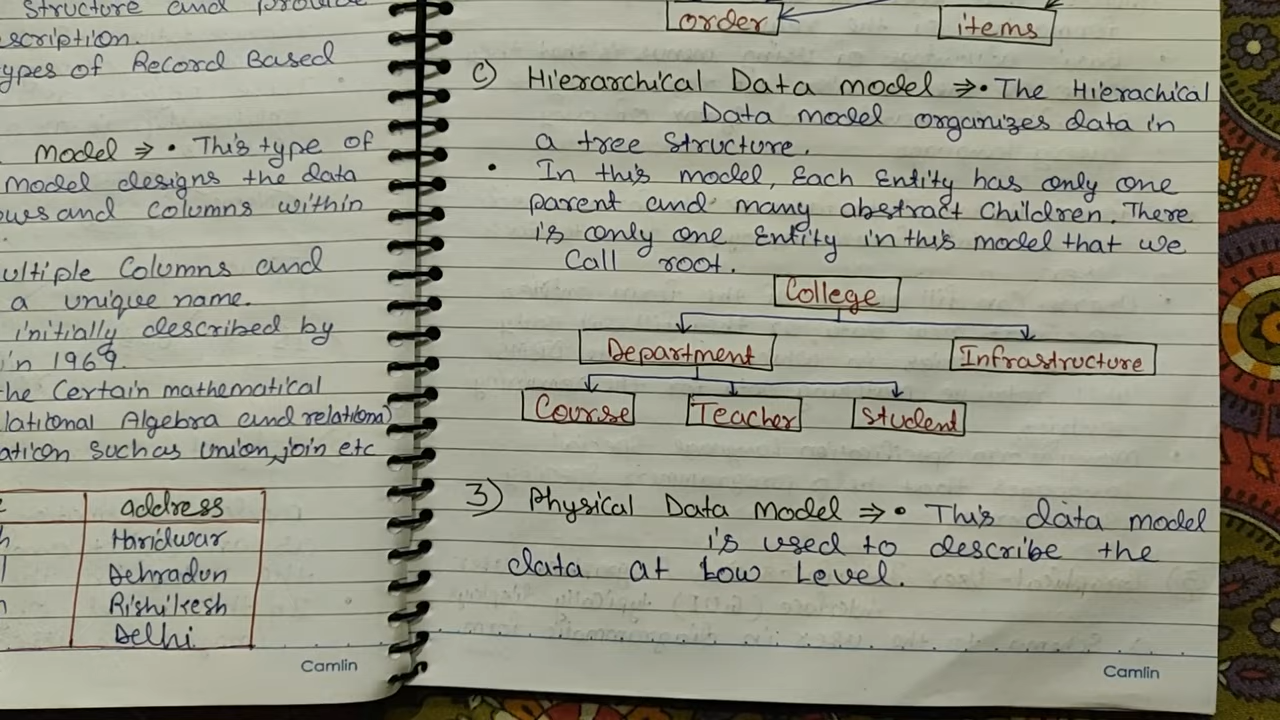 Structure and provide
scription.
ypes of Record Based
Model ⇒ • This type of
model designs the data
ows and Columns within
ultiple Columns and
a unique name.
initially described by
in 1969.
he Certain mathematical
lational Algebra and relational
ation Such as Union, join etc
address
Haridwar
Dehradun
Rishikesh
Delhi
Camlin
order
items
c) Hierarchical Data model ⇒ • The Hierachical
Data model organizes data in
a tree Structure.
• In this model, Each Entity has only one
parent and many abstract Children. There
is only one Entity in this model that we
Call root.
College
Department Infrastructure
Course Teacher Student
3) Physical Data Model ⇒ • This data model
is used to describe the
data at Low Level.
Camlin